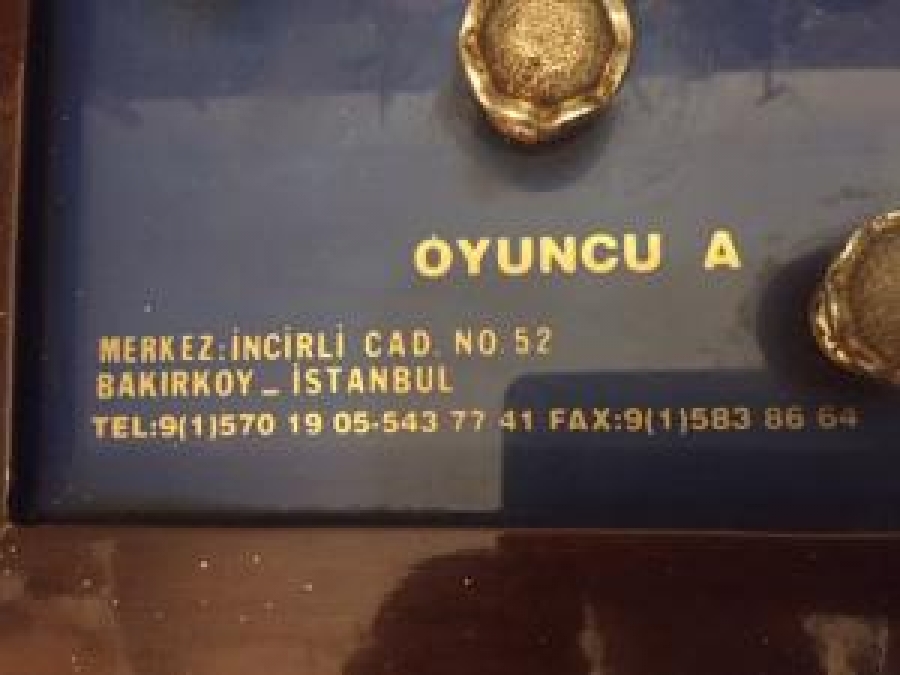 OYUNCU A
MERKEZ:İNCİRLİ CAD. NO 52
BAKIRKOY _ İSTANBUL
TEL:9(1)570 19 05-543 77 41 FAX:9(1)583 86 64